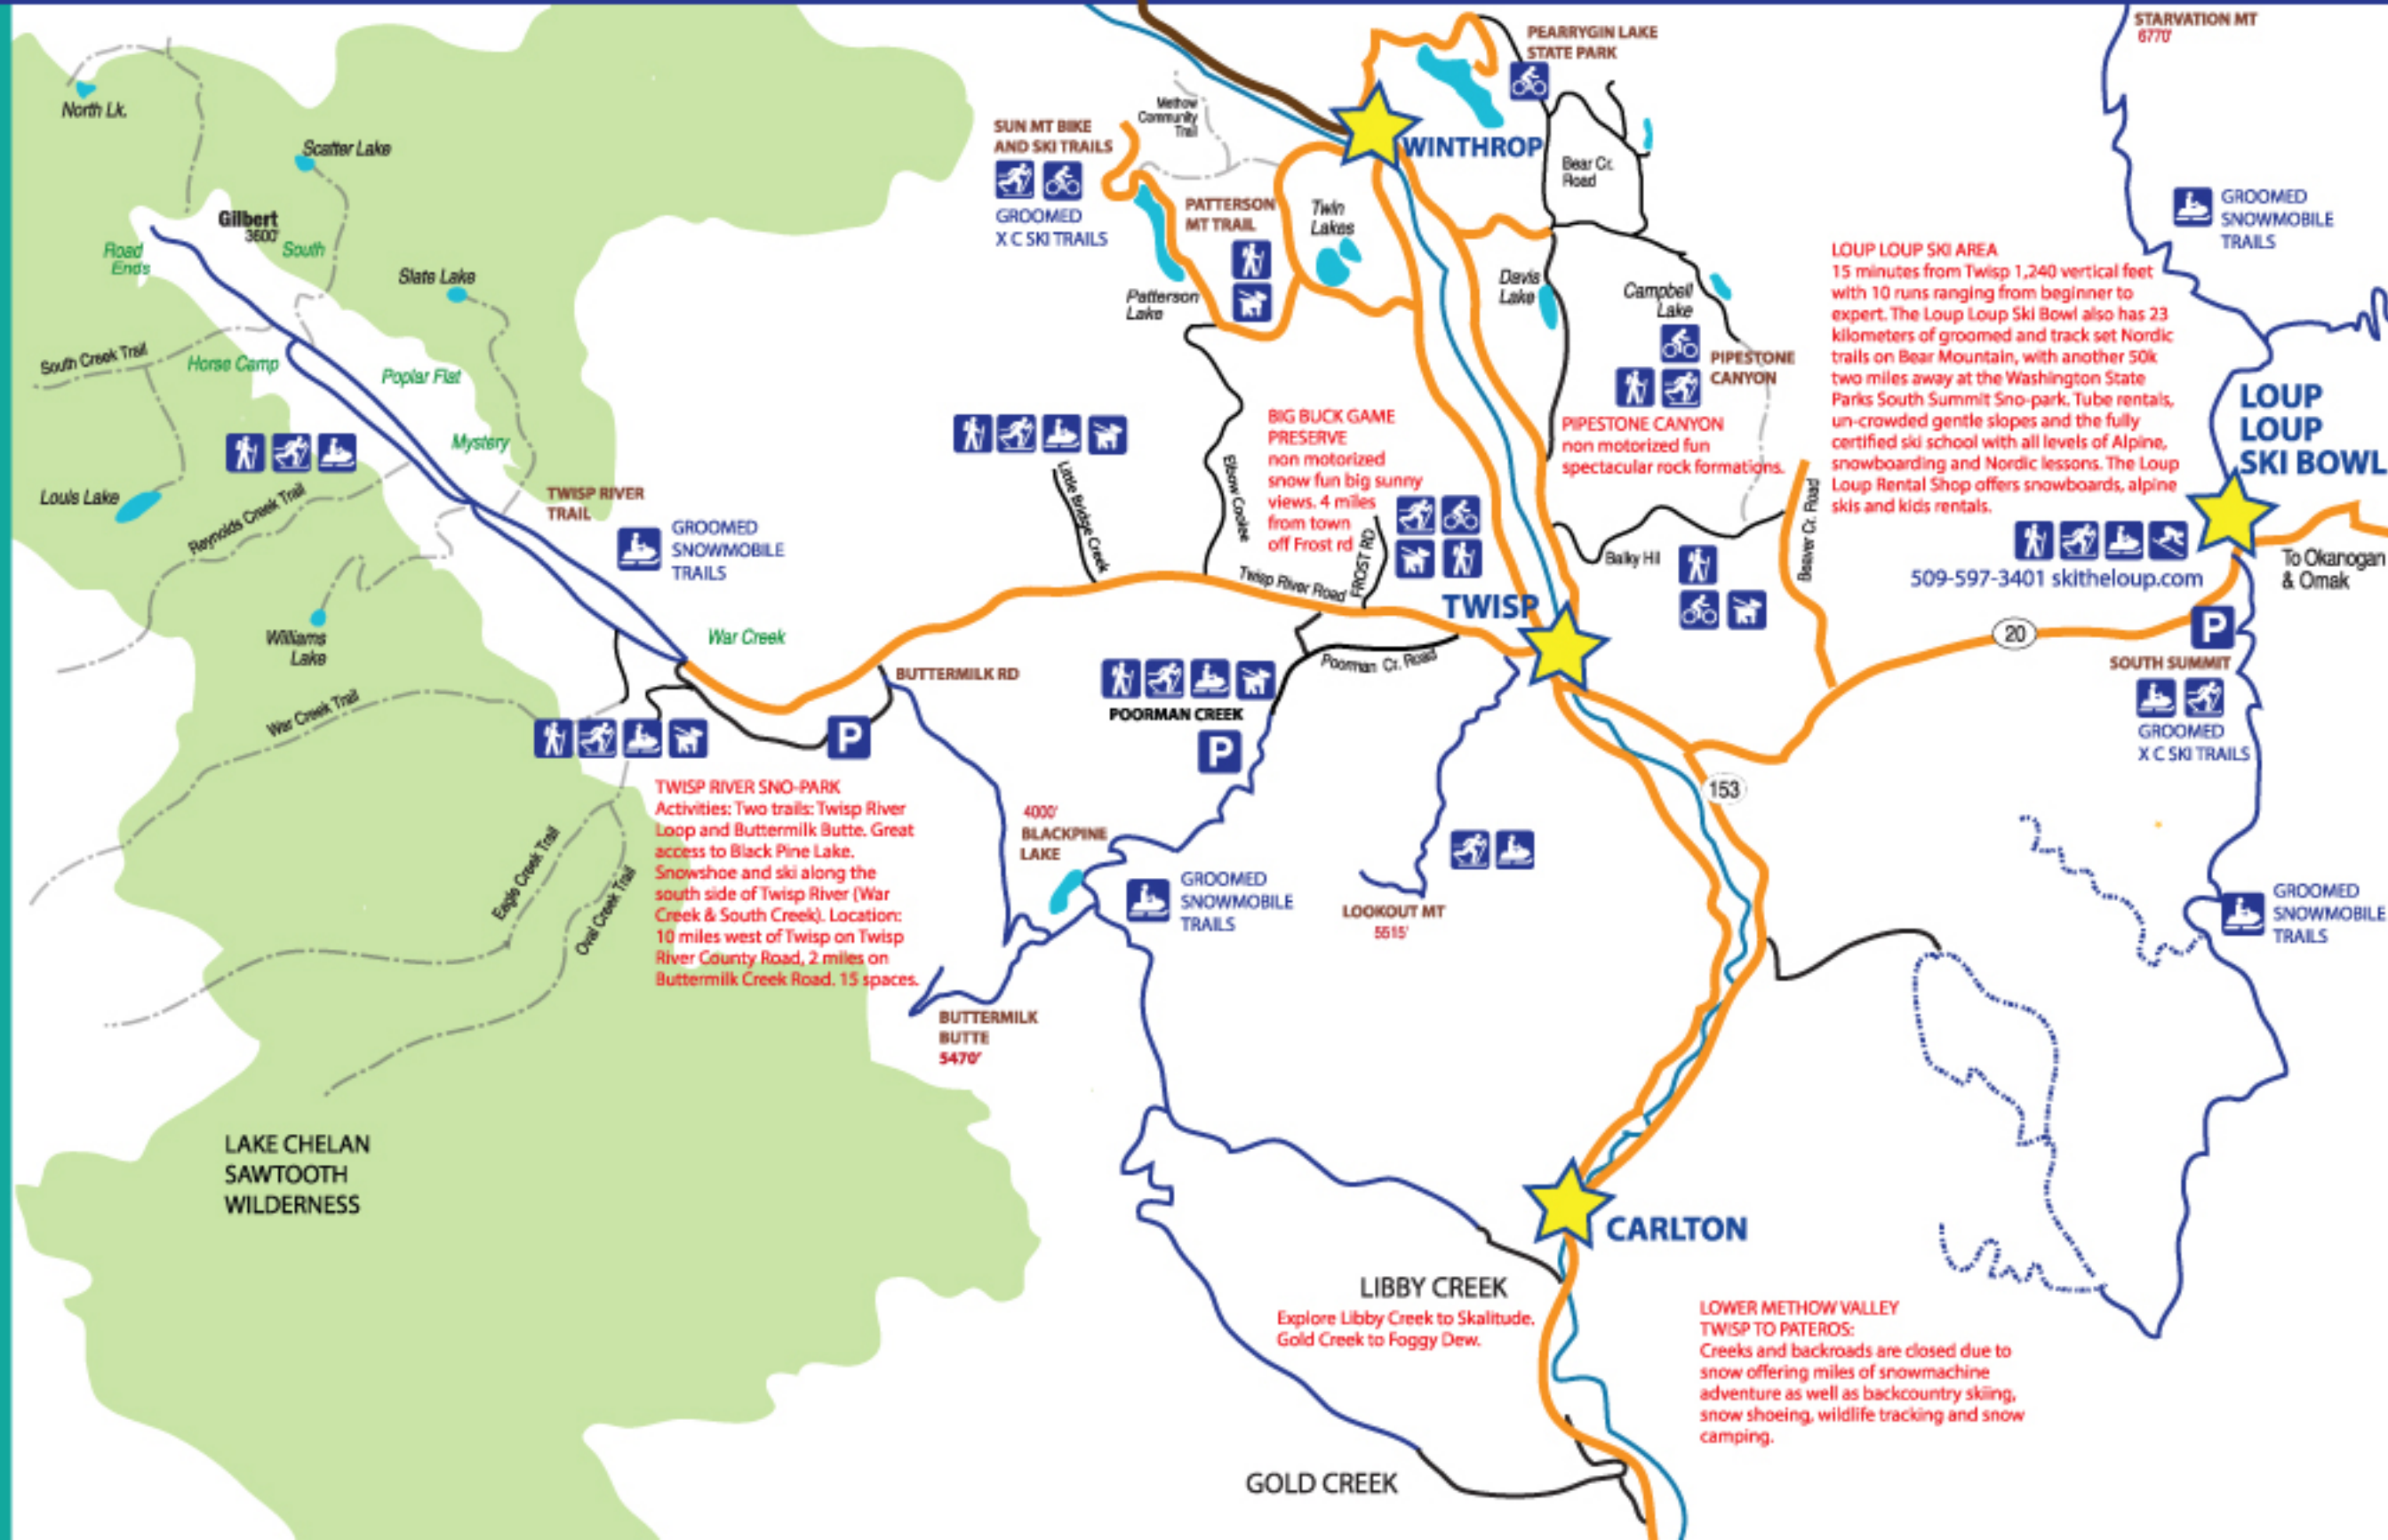 STARVATION MT
6770'
PEARRYGIN LAKE
STATE PARK
North Lk.
Scatter Lake
Methow
Community
Trail
SUN MT BIKE
AND SKI TRAILS
GROOMED
X C SKI TRAILS
WINTHROP
Bear Cr.
Road
PATTERSON
MT TRAIL
Twin
Lakes
Patterson
Lake
GROOMED
SNOWMOBILE
TRAILS
Gilbert
3600'
Road
Ends
South
Slate Lake
South Creek Trail
Horse Camp
Poplar Flat
Mystery
Louis Lake
Reynolds Creek Trail
TWISP RIVER
TRAIL
GROOMED
SNOWMOBILE
TRAILS
Williams
Lake
War Creek
War Creek Trail
Davis
Lake
Campbell
Lake
PIPESTONE
CANYON
PIPESTONE CANYON
non motorized fun
spectacular rock formations.
LOUP LOUP SKI AREA
15 minutes from Twisp 1,240 vertical feet
with 10 runs ranging from beginner to
expert. The Loup Loup Ski Bowl also has 23
kilometers of groomed and track set Nordic
trails on Bear Mountain, with another 50k
two miles away at the Washington State
Parks South Summit Sno-park. Tube rentals,
un-crowded gentle slopes and the fully
certified ski school with all levels of Alpine,
snowboarding and Nordic lessons. The Loup
Loup Rental Shop offers snowboards, alpine
skis and kids rentals.
LOUP
LOUP
SKI BOWL
509-597-3401 skitheloup.com
To Okanogan
& Omak
BIG BUCK GAME
PRESERVE
non motorized
snow fun big sunny
views. 4 miles
from town
off Frost rd
FROST RD
Little Bridge Creek
Elbow Coulee
Twisp River Road
TWISP
Balky Hill
Beaver Cr. Road
20
P
SOUTH SUMMIT
GROOMED
X C SKI TRAILS
BUTTERMILK RD
P
Poorman Cr. Road
POORMAN CREEK
P
153
TWISP RIVER SNO-PARK
Activities: Two trails: Twisp River
Loop and Buttermilk Butte. Great
access to Black Pine Lake.
Snowshoe and ski along the
south side of Twisp River (War
Creek & South Creek). Location:
10 miles west of Twisp on Twisp
River County Road, 2 miles on
Buttermilk Creek Road. 15 spaces.
Eagle Creek Trail
Oval Creek Trail
4000'
BLACKPINE
LAKE
GROOMED
SNOWMOBILE
TRAILS
LOOKOUT MT
5515'
GROOMED
SNOWMOBILE
TRAILS
BUTTERMILK
BUTTE
5470'
LAKE CHELAN
SAWTOOTH
WILDERNESS
CARLTON
LIBBY CREEK
Explore Libby Creek to Skalitude.
Gold Creek to Foggy Dew.
LOWER METHOW VALLEY
TWISP TO PATEROS:
Creeks and backroads are closed due to
snow offering miles of snowmachine
adventure as well as backcountry skiing,
snow shoeing, wildlife tracking and snow
camping.
GOLD CREEK